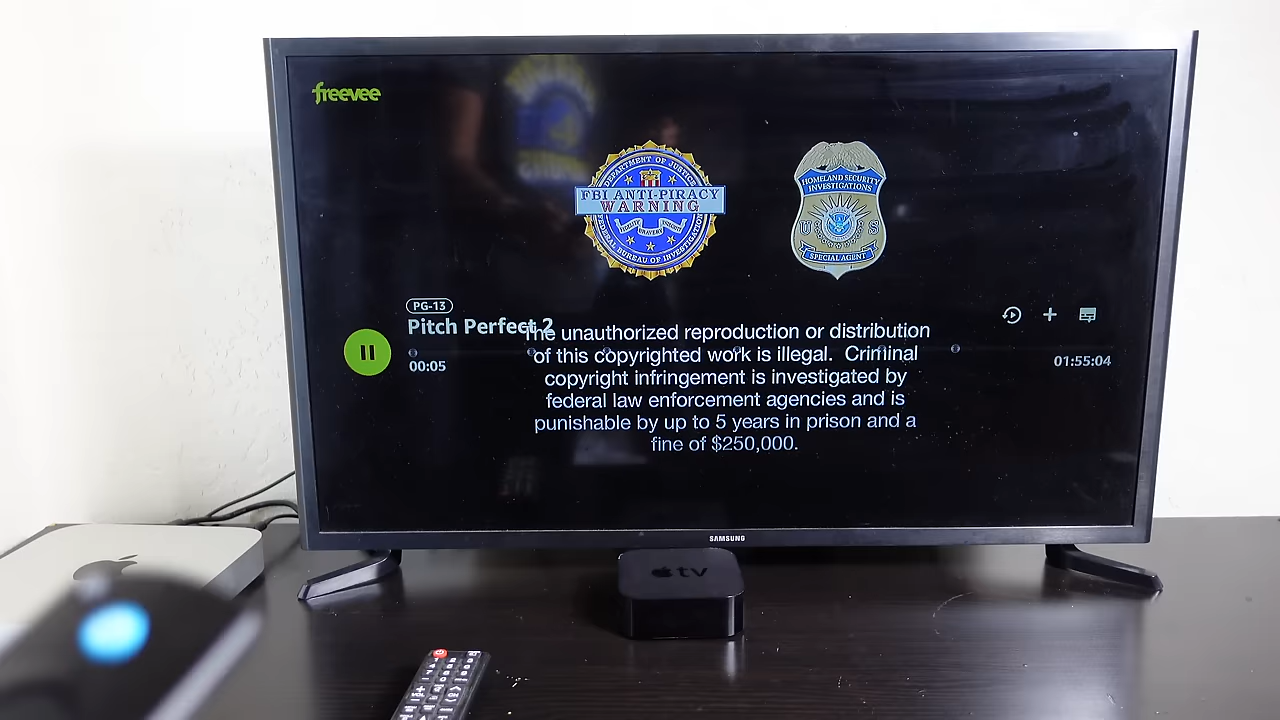 freevee
DEPARTMENT OF JUSTICE
FBI ANTI-PIRACY
WARNING
FIDELITY BRAVERY INTEGRITY
FEDERAL BUREAU OF INVESTIGATION
HOMELAND SECURITY
INVESTIGATIONS
U S
SPECIAL AGENT
PG-13
Pitch Perfect 2
00:05
01:55:04
The unauthorized reproduction or distribution
of this copyrighted work is illegal. Criminal
copyright infringement is investigated by
federal law enforcement agencies and is
punishable by up to 5 years in prison and a
fine of $250,000.
SAMSUNG
tv